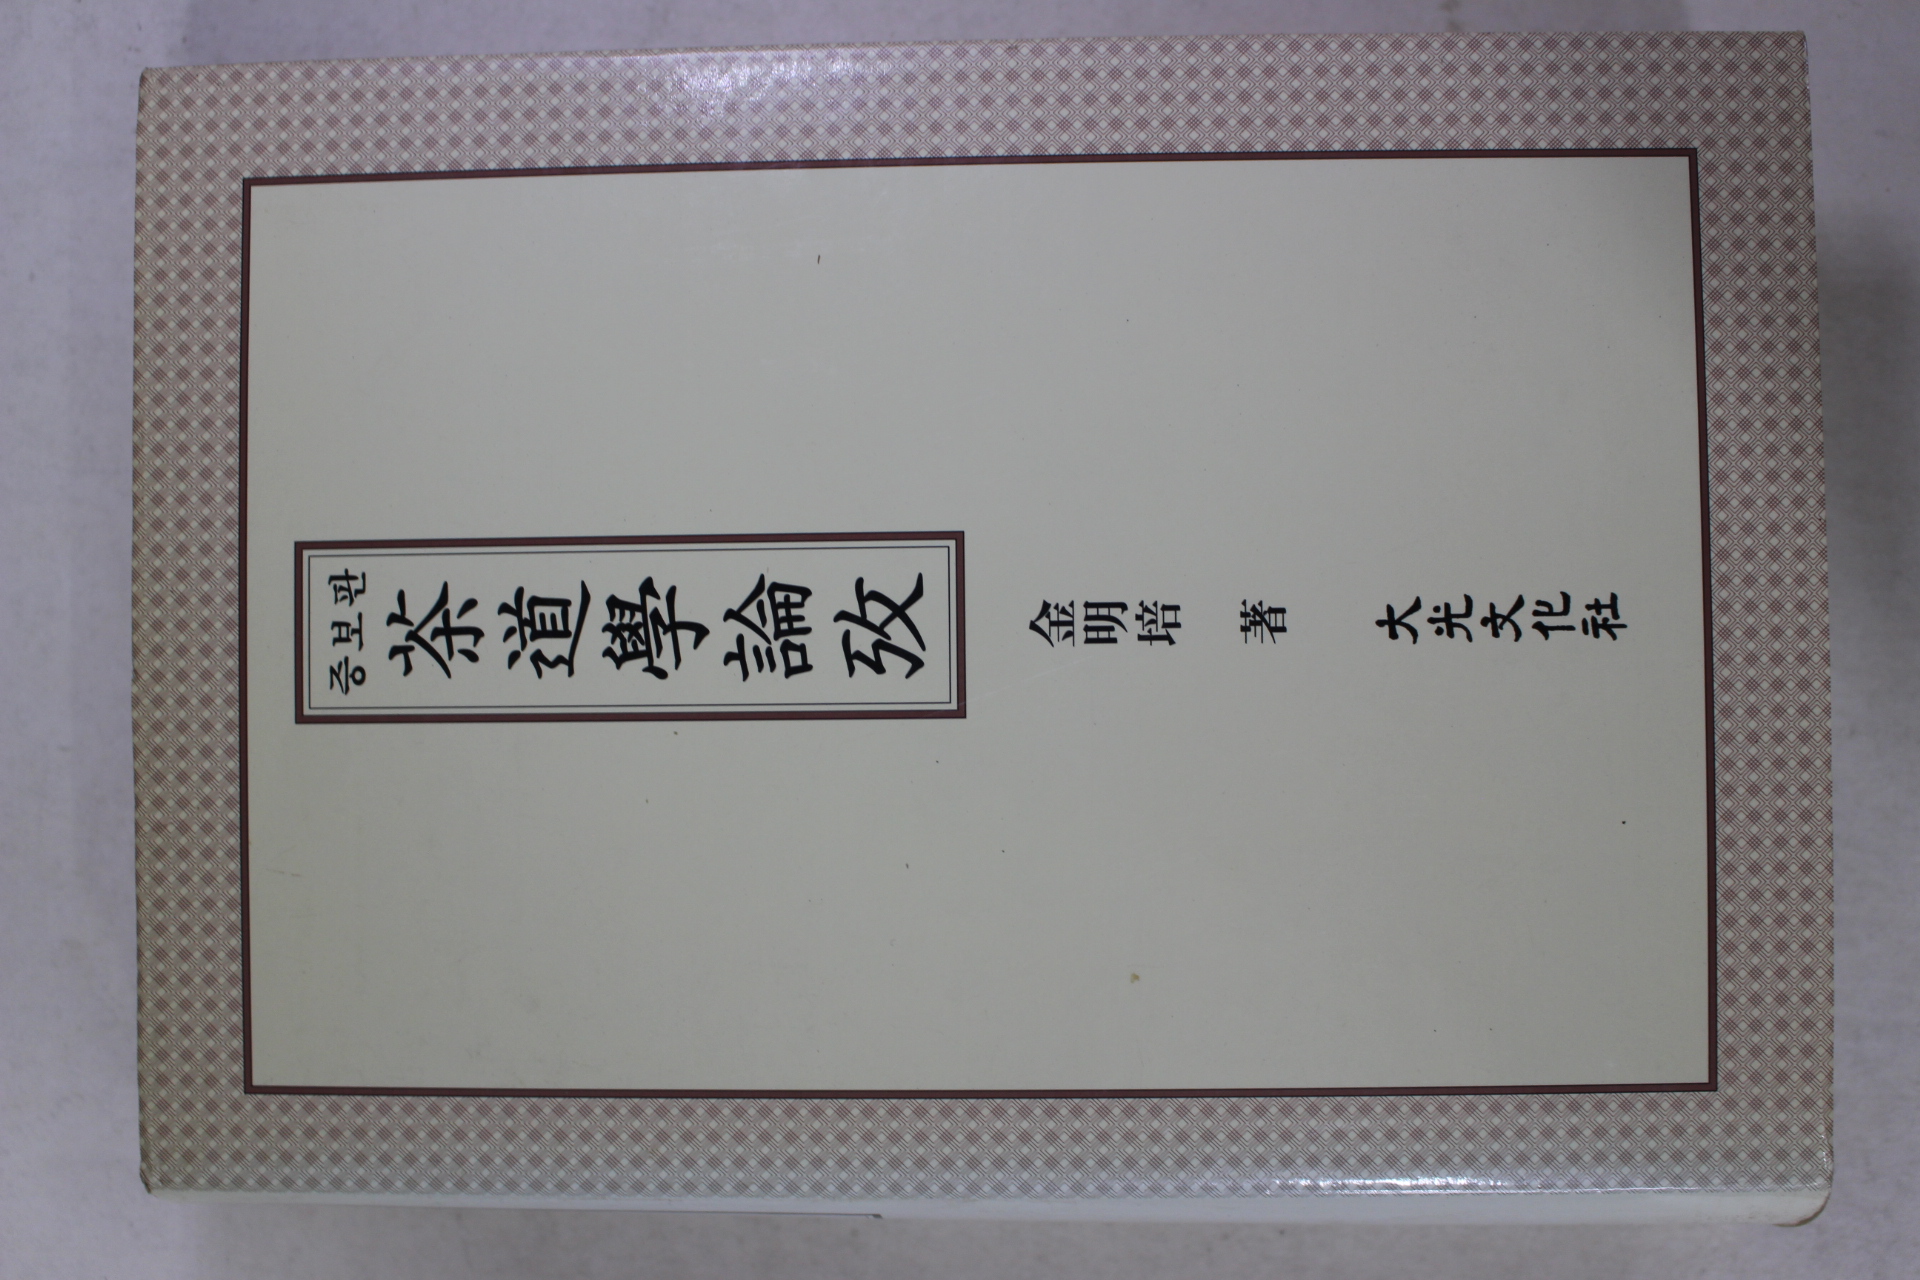 증보판
茶道學論攷
金明培 著
大光文化社